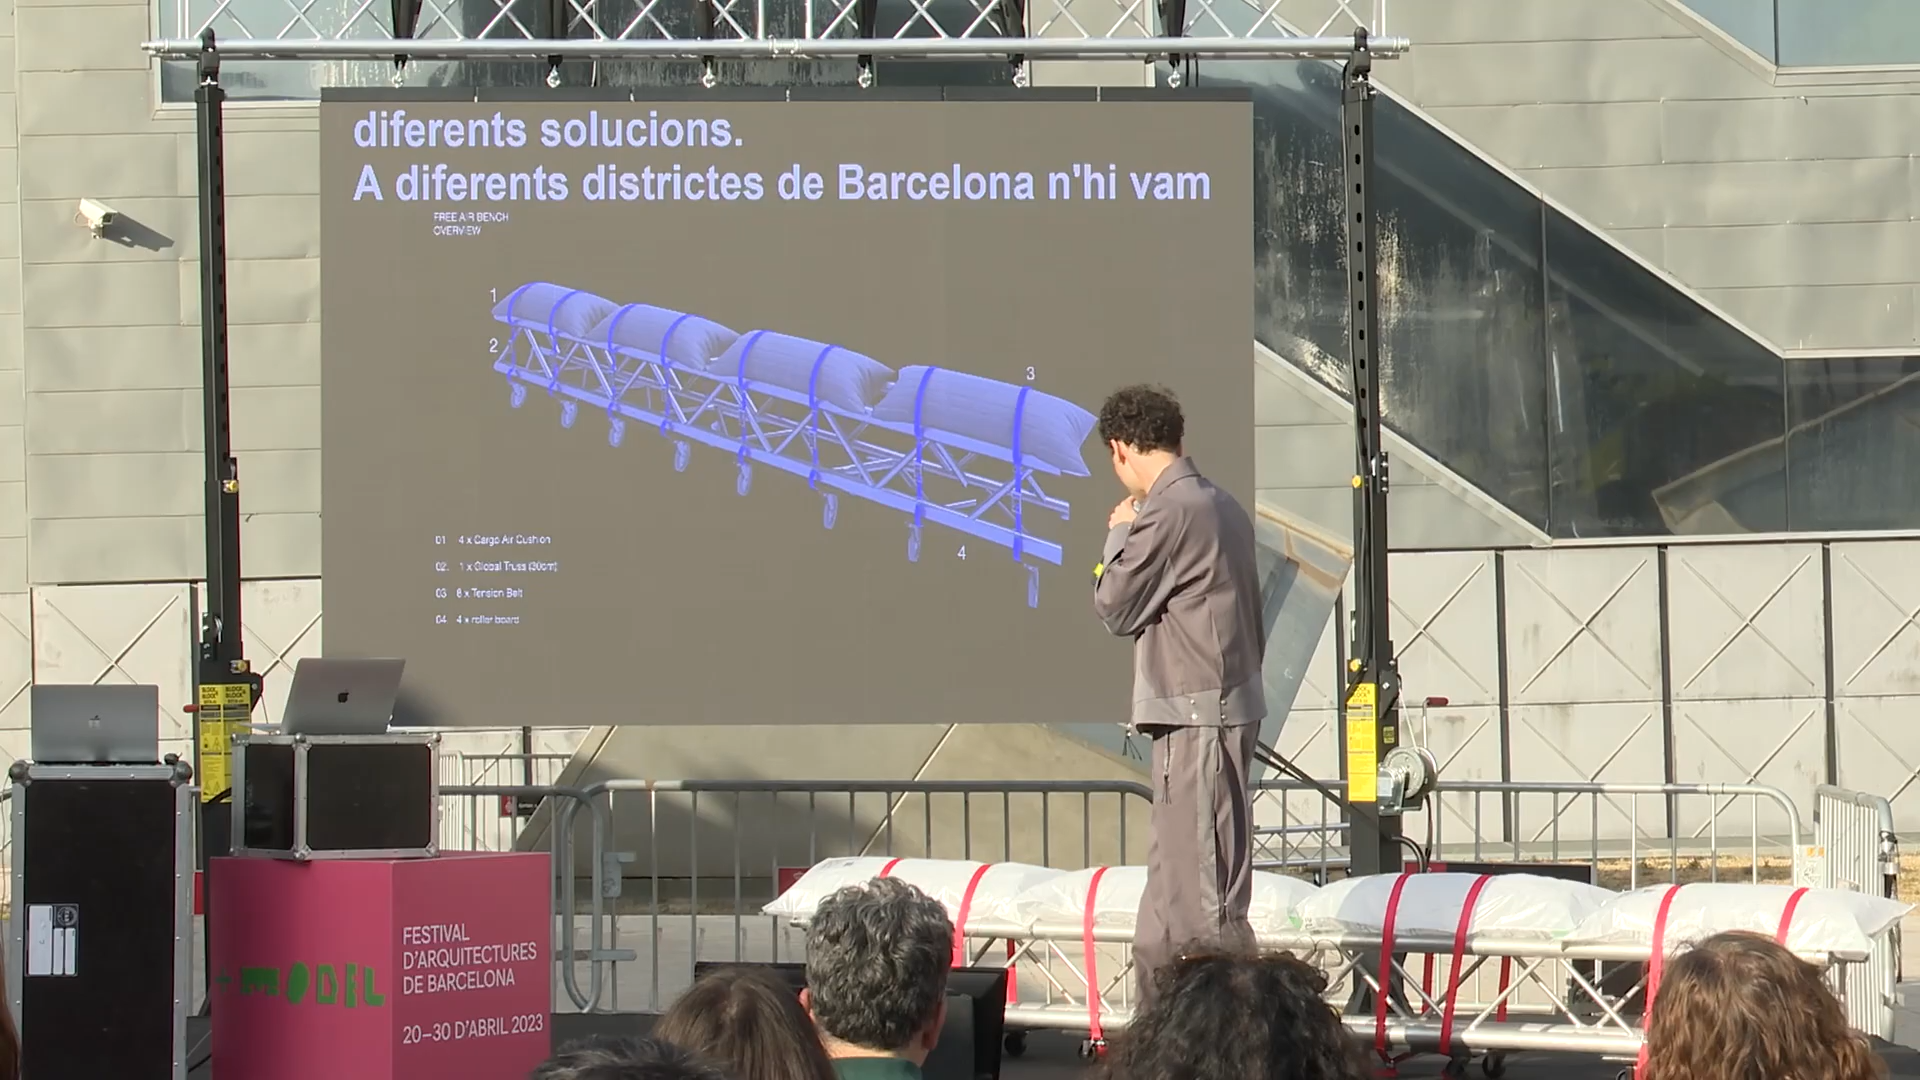 diferents solucions.
A diferents districtes de Barcelona n'hi vam
FREE AIR BENCH
OVERVIEW
1
2
3
4
01 4 x Cargo Air Cushion
02. 1 x Global Truss (30cm)
03 8 x Tension Belt
04 4 x roller board
+MODEL
FESTIVAL
D'ARQUITECTURES
DE BARCELONA
20–30 D'ABRIL 2023